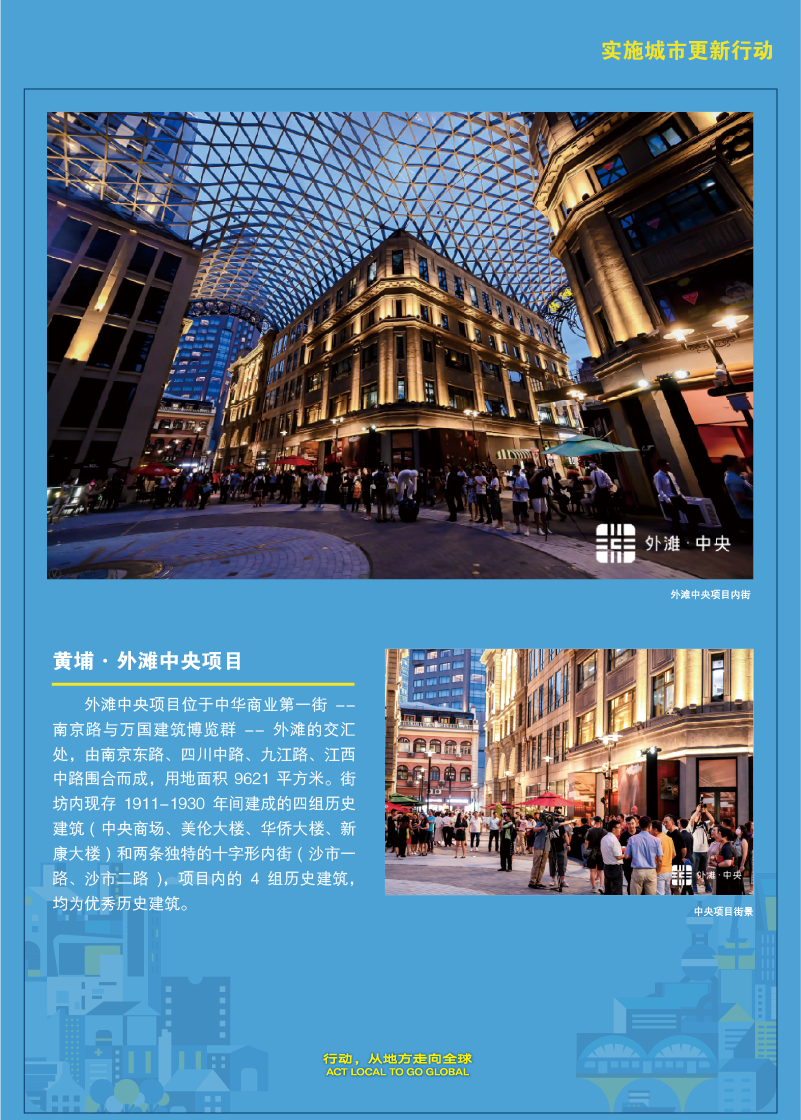 实施城市更新行动
外滩·中央
外滩中央项目内街
黄埔·外滩中央项目
外滩中央项目位于中华商业第一街 --
南京路与万国建筑博览群 -- 外滩的交汇
处，由南京东路、四川中路、九江路、江西
中路围合而成，用地面积 9621 平方米。街
坊内现存 1911-1930 年间建成的四组历史
建筑（中央商场、美伦大楼、华侨大楼、新
康大楼）和两条独特的十字形内街（沙市一
路、沙市二路），项目内的 4 组历史建筑，
均为优秀历史建筑。
外滩·中央
中央项目街景
行动，从地方走向全球
ACT LOCAL TO GO GLOBAL